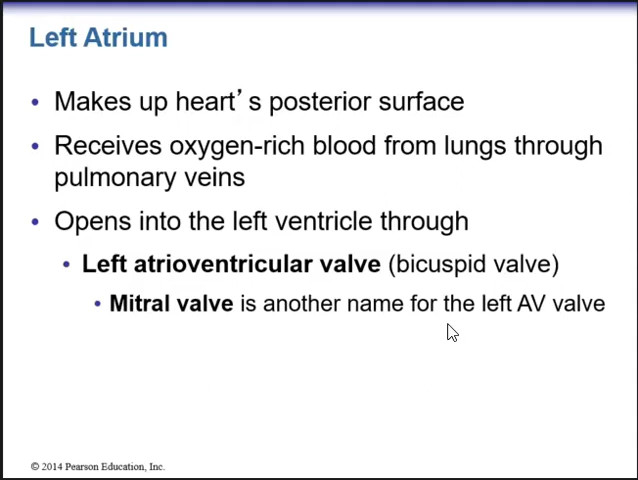 Left Atrium
• Makes up heart’s posterior surface
• Receives oxygen-rich blood from lungs through
pulmonary veins
• Opens into the left ventricle through
• Left atrioventricular valve (bicuspid valve)
• Mitral valve is another name for the left AV valve
© 2014 Pearson Education, Inc.